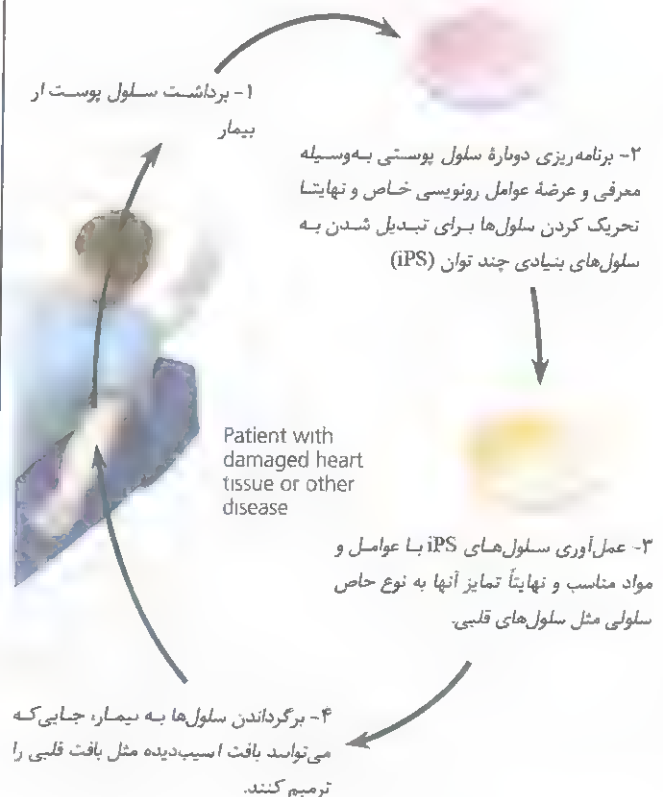 ۱- برداشت سلول پوست از
بیمار
۲- برنامه‌ریزی دوبارۀ سلول پوستی به‌وسیله
معرفی و عرضۀ عوامل رونویسی خاص و نهایتا
تحریک کردن سلول‌ها برای تبدیل شدن به
سلول‌های بنیادی چند توان (iPS)
Patient with
damaged heart
tissue or other
disease
۳- عمل‌آوری سلول‌های iPS با عوامل و
مواد مناسب و نهایتاً تمایز آنها به نوع خاص
سلولی مثل سلول‌های قلبی.
۴- برگرداندن سلول‌ها به بیمار، جایی‌که
می‌توانند بافت آسیب‌دیده مثل بافت قلبی را
ترمیم کنند.